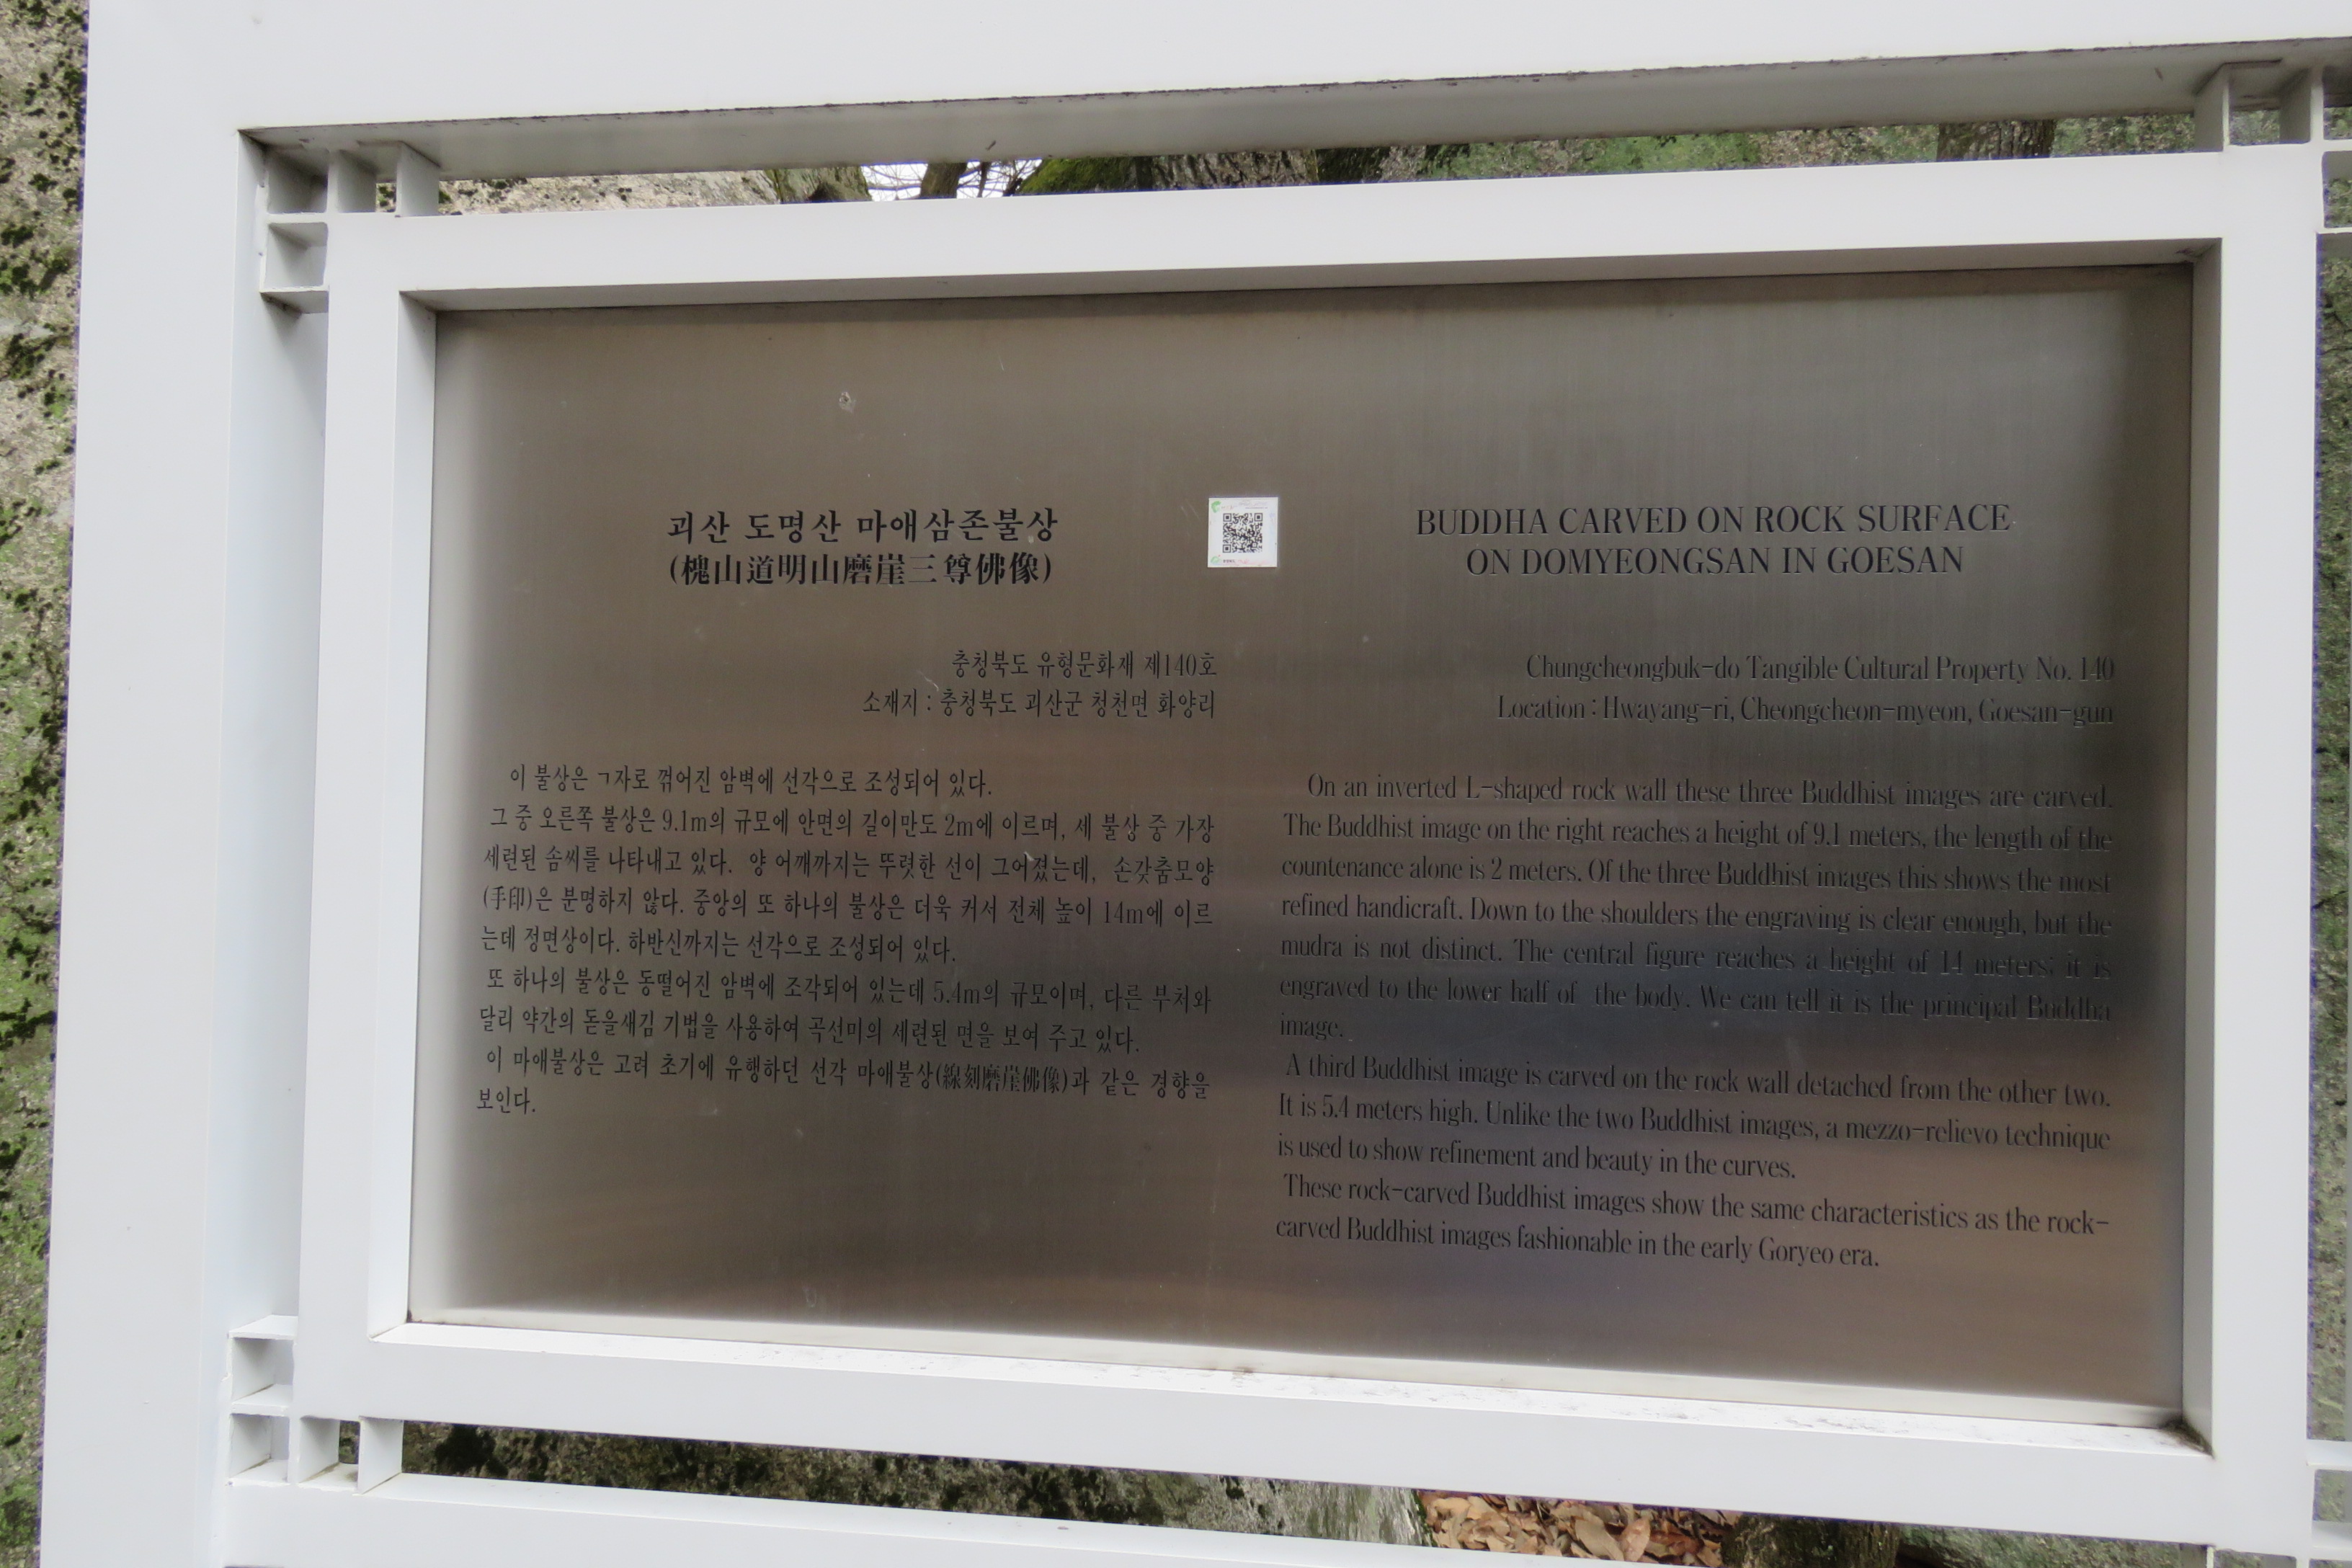 괴산 도명산 마애삼존불상
(槐山道明山磨崖三尊佛像)
충청북도 유형문화재 제140호
소재지 : 충청북도 괴산군 청천면 화양리
이 불상은 ㄱ자로 꺾어진 암벽에 선각으로 조성되어 있다.
그 중 오른쪽 불상은 9.1m의 규모에 안면의 길이만도 2m에 이르며, 세 불상 중 가장
세련된 솜씨를 나타내고 있다. 양 어깨까지는 뚜렷한 선이 그어졌는데, 손갖춤모양
(手印)은 분명하지 않다. 중앙의 또 하나의 불상은 더욱 커서 전체 높이 14m에 이르
는데 정면상이다. 하반신까지는 선각으로 조성되어 있다.
또 하나의 불상은 동떨어진 암벽에 조각되어 있는데 5.4m의 규모이며, 다른 부처와
달리 약간의 돋을새김 기법을 사용하여 곡선미의 세련된 면을 보여 주고 있다.
이 마애불상은 고려 초기에 유행하던 선각 마애불상(線刻磨崖佛像)과 같은 경향을
보인다.
BUDDHA CARVED ON ROCK SURFACE
ON DOMYEONGSAN IN GOESAN
Chungcheongbuk-do Tangible Cultural Property No. 140
Location : Hwayang-ri, Cheongcheon-myeon, Goesan-gun
On an inverted L-shaped rock wall these three Buddhist images are carved.
The Buddhist image on the right reaches a height of 9.1 meters, the length of the
countenance alone is 2 meters. Of the three Buddhist images this shows the most
refined handicraft. Down to the shoulders the engraving is clear enough, but the
mudra is not distinct. The central figure reaches a height of 14 meters; it is
engraved to the lower half of the body. We can tell it is the principal Buddha
image.
A third Buddhist image is carved on the rock wall detached from the other two.
It is 5.4 meters high. Unlike the two Buddhist images, a mezzo-relievo technique
is used to show refinement and beauty in the curves.
These rock-carved Buddhist images show the same characteristics as the rock-
carved Buddhist images fashionable in the early Goryeo era.